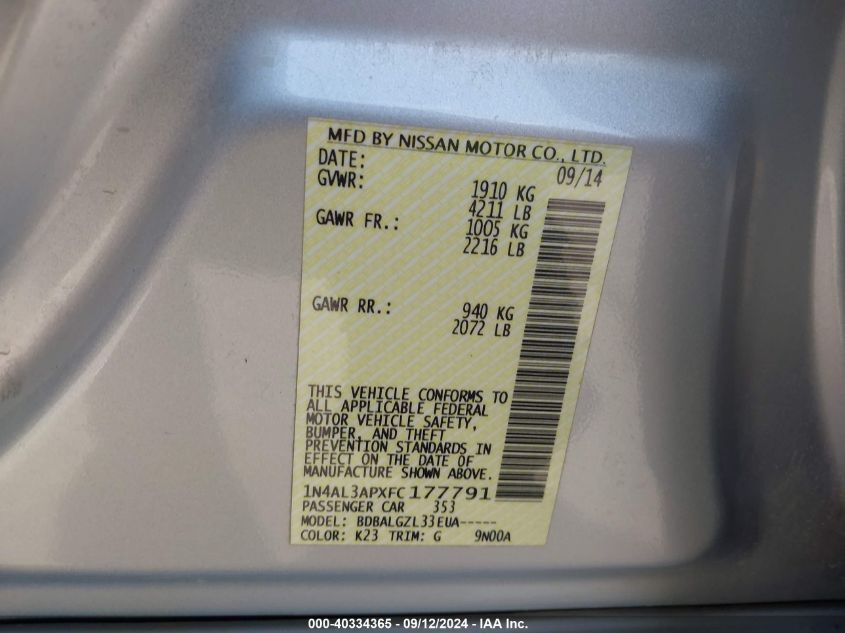 MFD BY NISSAN MOTOR CO., LTD.
DATE: 09/14
GVWR: 1910 KG
4211 LB
GAWR FR.: 1005 KG
2216 LB
GAWR RR.: 940 KG
2072 LB
THIS VEHICLE CONFORMS TO
ALL APPLICABLE FEDERAL
MOTOR VEHICLE SAFETY,
BUMPER, AND THEFT
PREVENTION STANDARDS IN
EFFECT ON THE DATE OF
MANUFACTURE SHOWN ABOVE.
1N4AL3APXFC177791
PASSENGER CAR 353
MODEL: BDBALGZL33EUA-----
COLOR: K23 TRIM: G 9N00A
000-40334365 - 09/12/2024 - IAA Inc.